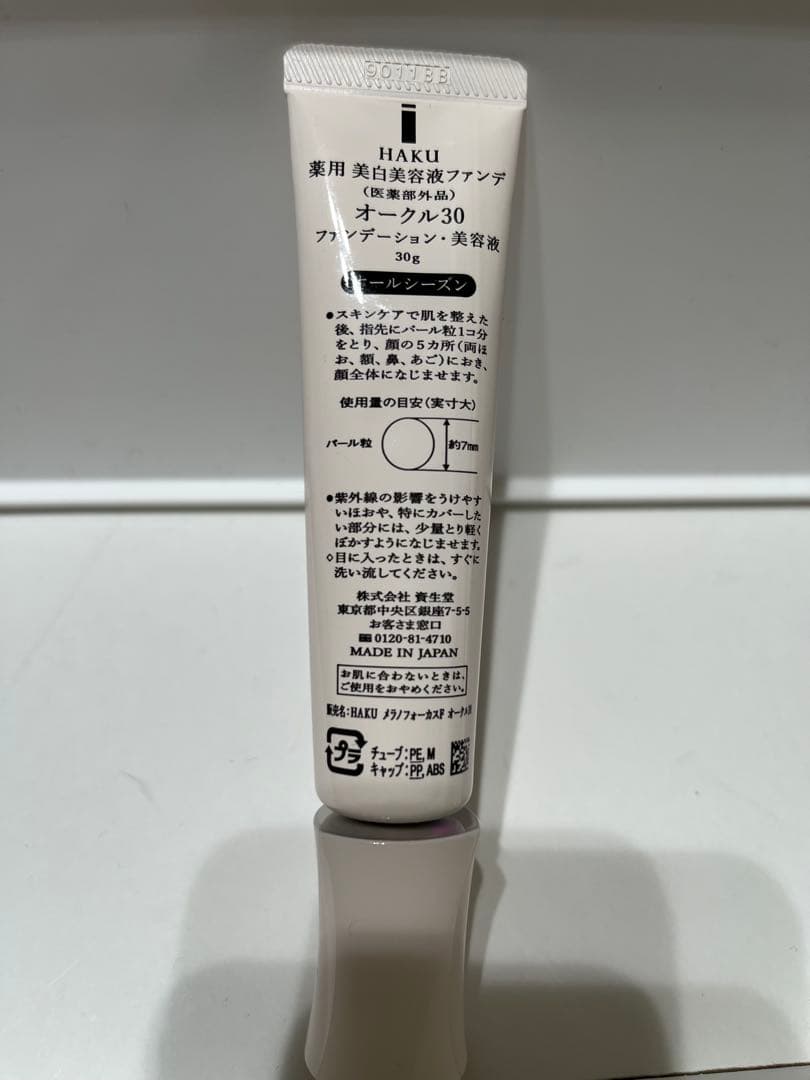 9011BB
HAKU
薬用 美白美容液ファンデ
（医薬部外品）
オークル30
ファンデーション・美容液
30g
オールシーズン
●スキンケアで肌を整えた
後、指先にパール粒1コ分
をとり、顔の5カ所（両ほ
お、額、鼻、あご）におき、
顔全体になじませます。
使用量の目安（実寸大）
パール粒
約7mm
●紫外線の影響をうけやす
いほおや、特にカバーした
い部分には、少量とり軽く
ぼかすようになじませます。
◇目に入ったときは、すぐに
洗い流してください。
株式会社 資生堂
東京都中央区銀座7-5-5
お客さま窓口
0120-81-4710
MADE IN JAPAN
お肌に合わないときは、
ご使用をおやめください。
販売名：HAKU メラノフォーカスF オークル
プラ
チューブ：PE, M
キャップ：PP, ABS